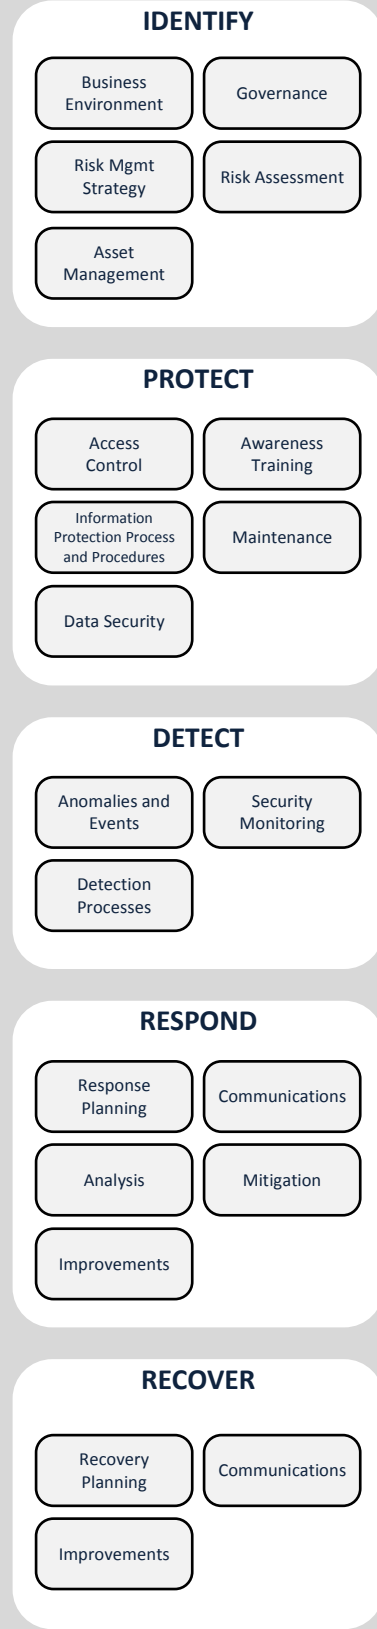 IDENTIFY
Business
Environment
Governance
Risk Mgmt
Strategy
Risk Assessment
Asset
Management
PROTECT
Access
Control
Awareness
Training
Information
Protection Process
and Procedures
Maintenance
Data Security
DETECT
Anomalies and
Events
Security
Monitoring
Detection
Processes
RESPOND
Response
Planning
Communications
Analysis
Mitigation
Improvements
RECOVER
Recovery
Planning
Communications
Improvements